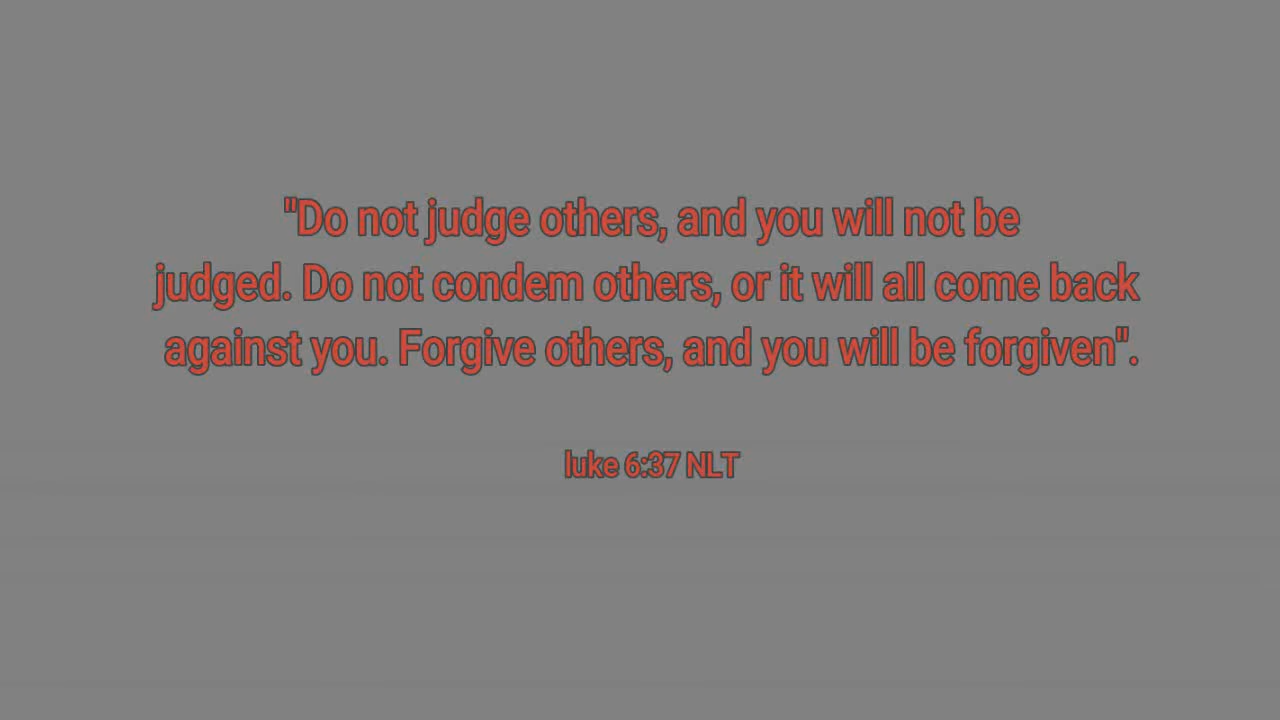 "Do not judge others, and you will not be
judged. Do not condem others, or it will all come back
against you. Forgive others, and you will be forgiven".
luke 6:37 NLT